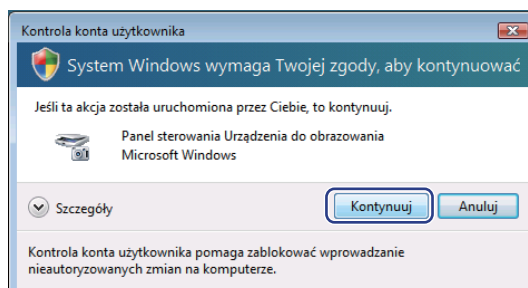 Kontrola konta użytkownika
System Windows wymaga Twojej zgody, aby kontynuować
Jeśli ta akcja została uruchomiona przez Ciebie, to kontynuuj.
Panel sterowania Urządzenia do obrazowania
Microsoft Windows
Szczegóły
Kontynuuj
Anuluj
Kontrola konta użytkownika pomaga zablokować wprowadzanie
nieautoryzowanych zmian na komputerze.